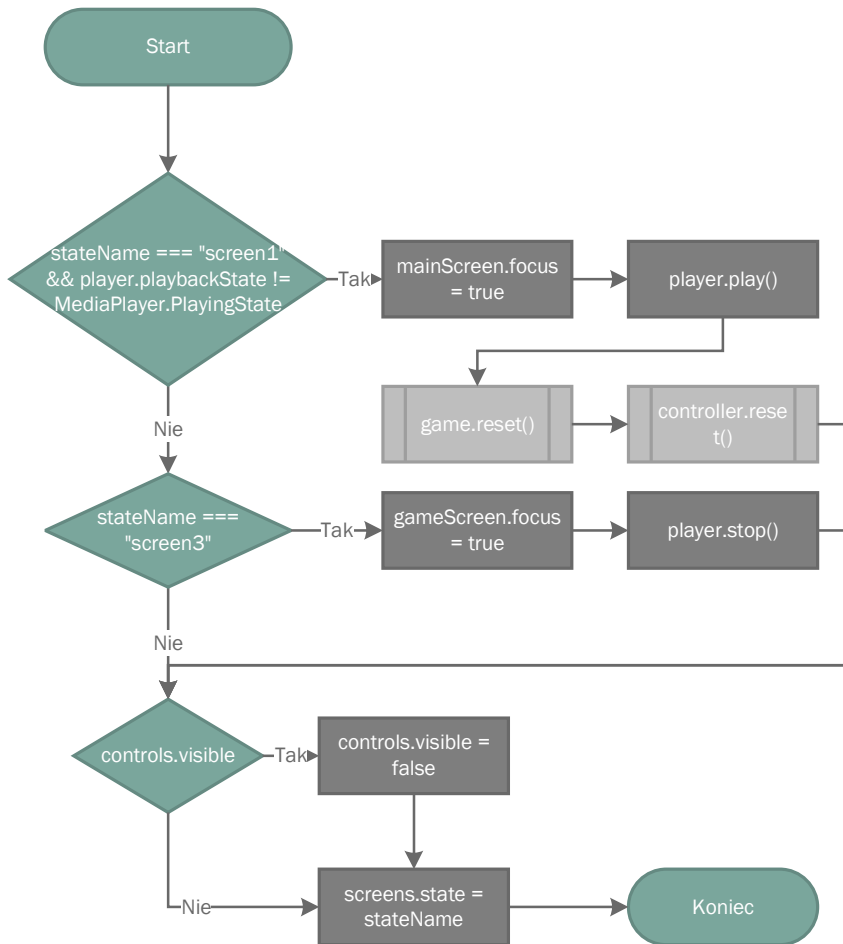 Start
stateName === "screen1"
&& player.playbackState !=
MediaPlayer.PlayingState
Tak
mainScreen.focus
= true
player.play()
game.reset()
controller.rese
t()
Nie
stateName ===
"screen3"
Tak
gameScreen.focus
= true
player.stop()
Nie
controls.visible
Tak
controls.visible =
false
Nie
screens.state =
stateName
Koniec